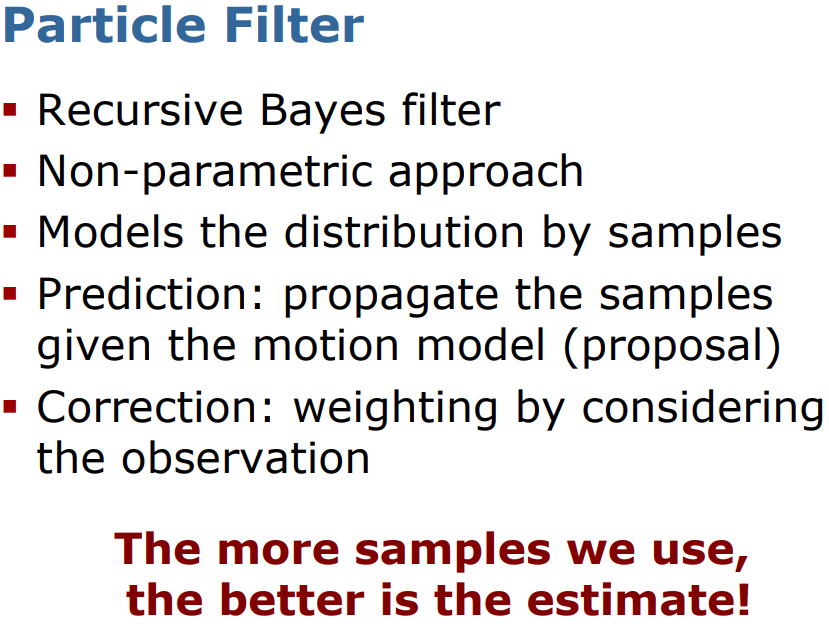 Particle Filter
▪ Recursive Bayes filter
▪ Non-parametric approach
▪ Models the distribution by samples
▪ Prediction: propagate the samples
given the motion model (proposal)
▪ Correction: weighting by considering
the observation
The more samples we use,
the better is the estimate!